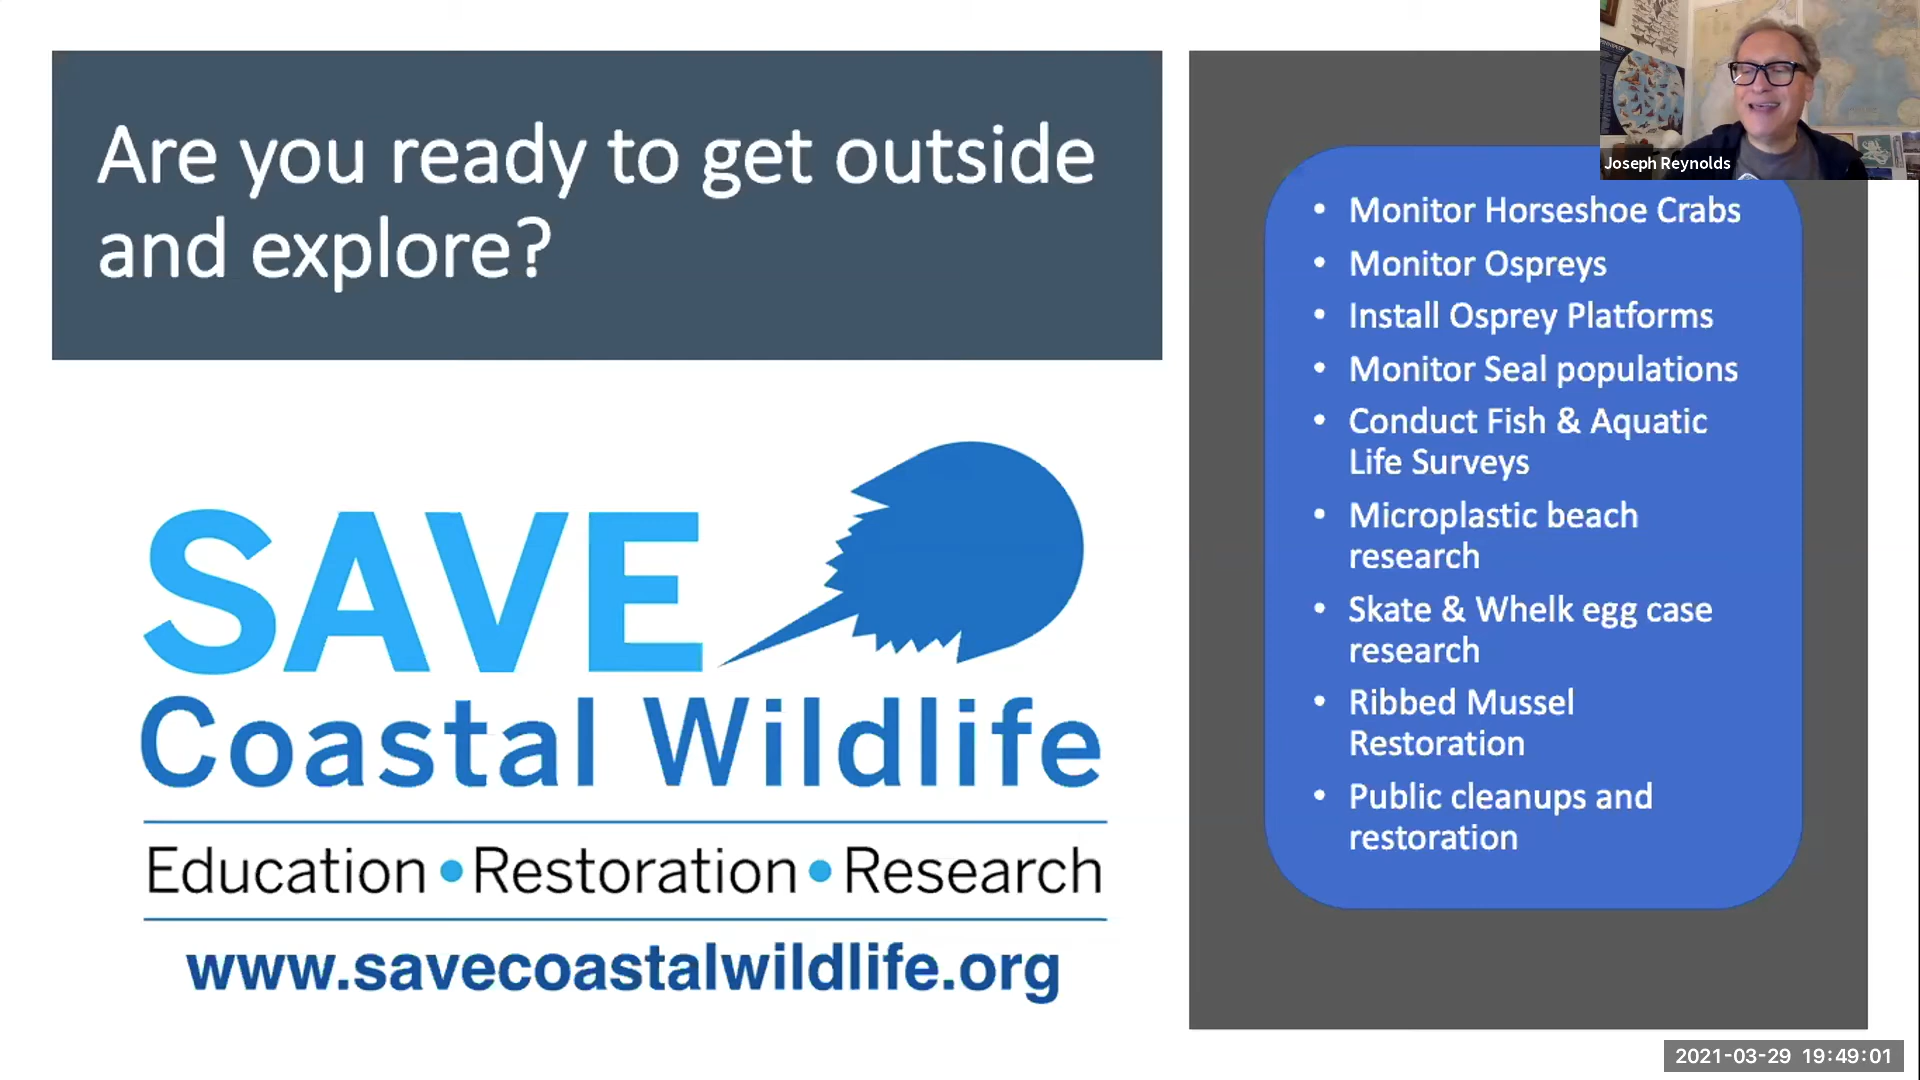 Are you ready to get outside
and explore?
SAVE
Coastal Wildlife
Education • Restoration • Research
www.savecoastalwildlife.org
Joseph Reynolds
• Monitor Horseshoe Crabs
• Monitor Ospreys
• Install Osprey Platforms
• Monitor Seal populations
• Conduct Fish & Aquatic
Life Surveys
• Microplastic beach
research
• Skate & Whelk egg case
research
• Ribbed Mussel
Restoration
• Public cleanups and
restoration
2021-03-29 19:49:01